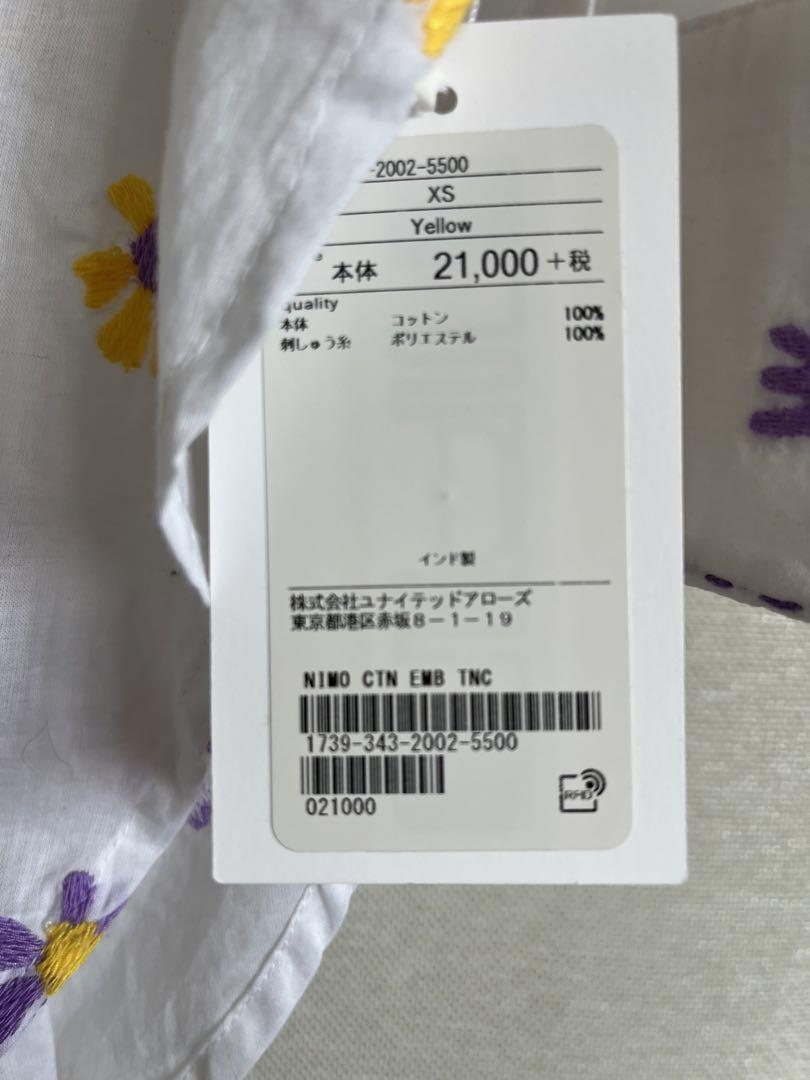 -2002-5500
XS
Yellow
本体 21,000 +税
quality
本体 コットン 100%
刺しゅう糸 ポリエステル 100%
インド製
株式会社ユナイテッドアローズ
東京都港区赤坂8-1-19
NIMO CTN EMB TNC
1739-343-2002-5500
021000
RFID